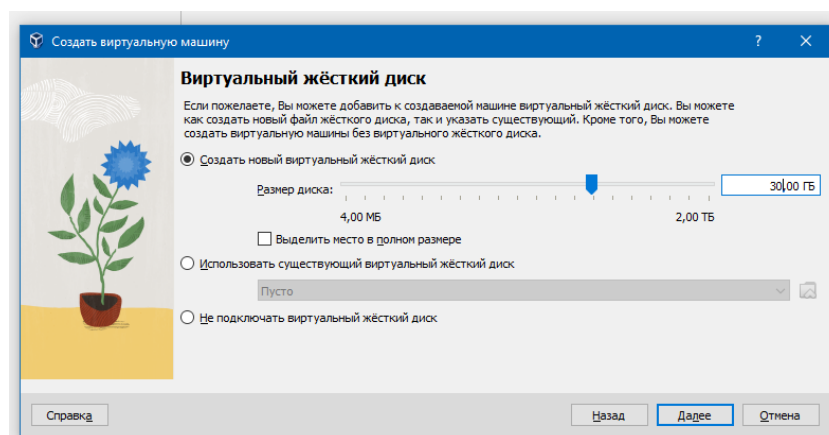 Создать виртуальную машину
?
Виртуальный жёсткий диск
Если пожелаете, Вы можете добавить к создаваемой машине виртуальный жёсткий диск. Вы можете
как создать новый файл жёсткого диска, так и указать существующий. Кроме того, Вы можете
создать виртуальную машины без виртуального жёсткого диска.
Создать новый виртуальный жёсткий диск
Размер диска:
30,00 ГБ
4,00 МБ
2,00 ТБ
Выделить место в полном размере
Использовать существующий виртуальный жёсткий диск
Пусто
Не подключать виртуальный жёсткий диск
Справка
Назад
Далее
Отмена